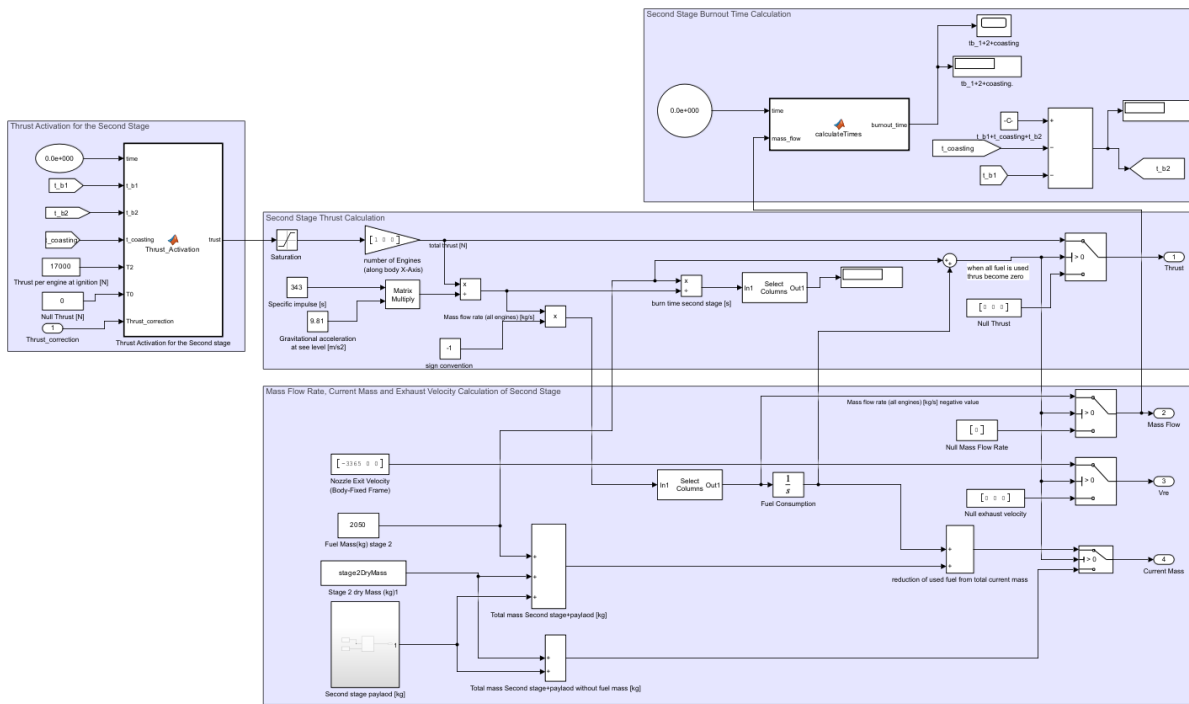 Second Stage Burnout Time Calculation
tb_1+2+coasting
tb_1+2+coasting.
0.0e+000
time
mass_flow
calculateTimes
burnout_time
-C-
t_b1+t_coasting+t_b2
t_coasting
t_b1
+
−
−
t_b2
Thrust Activation for the Second Stage
0.0e+000
t_b1
t_b2
t_coasting
17000
Thrust per engine at ignition [N]
0
Null Thrust [N]
1
Thrust_correction
time
t_b1
t_b2
t_coasting
T2
T0
Thrust_correction
Thrust_Activation
trust
Thrust Activation for the Second stage
Second Stage Thrust Calculation
Saturation
[1 0 0]
number of Engines
(along body X-Axis)
total thrust [N]
343
Specific impulse [s]
9.81
Gravitational acceleration
at see level [m/s2]
Matrix
Multiply
×
÷
Mass flow rate (all engines) [kg/s]
×
-1
sign convention
×
÷
burn time second stage [s]
In1
Select
Columns
Out1
+
+
when all fuel is used
thrus become zero
[0 0 0]
Null Thrust
> 0
1
Thrust
Mass Flow Rate, Current Mass and Exhaust Velocity Calculation of Second Stage
Mass flow rate (all engines) [kg/s] negative value
[0]
Null Mass Flow Rate
> 0
2
Mass Flow
[-3365 0 0]
Nozzle Exit Velocity
(Body-Fixed Frame)
In1
Select
Columns
Out1
1
s
Fuel Consumption
[0 0 0]
Null exhaust velocity
> 0
3
Vre
2050
Fuel Mass(kg) stage 2
stage2DryMass
Stage 2 dry Mass (kg)1
1
Second stage paylaod [kg]
+
+
+
Total mass Second stage+paylaod [kg]
+
+
Total mass Second stage+paylaod without fuel mass [kg]
+
+
reduction of used fuel from total current mass
> 0
4
Current Mass